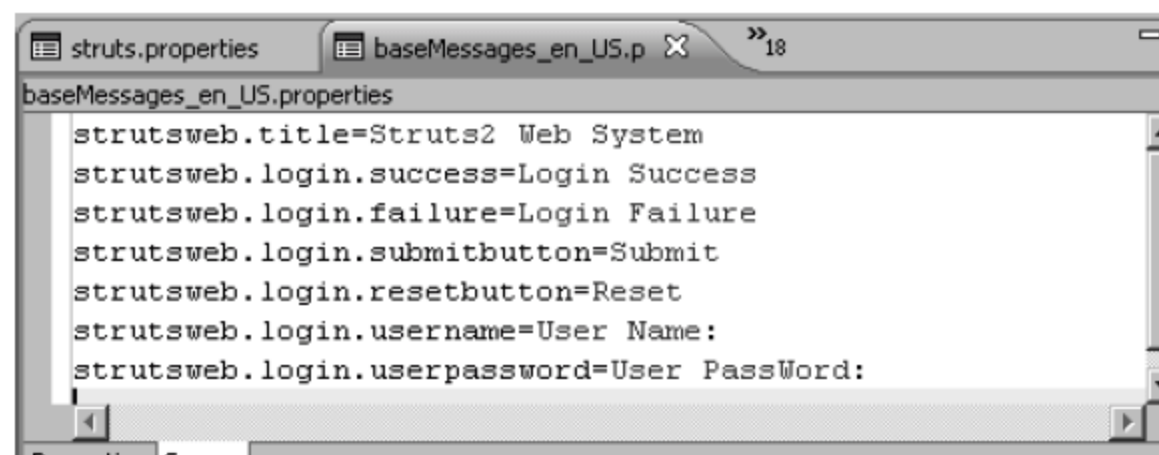 struts.properties
baseMessages_en_US.p
»18
baseMessages_en_US.properties
strutsweb.title=Struts2 Web System
strutsweb.login.success=Login Success
strutsweb.login.failure=Login Failure
strutsweb.login.submitbutton=Submit
strutsweb.login.resetbutton=Reset
strutsweb.login.username=User Name:
strutsweb.login.userpassword=User PassWord: